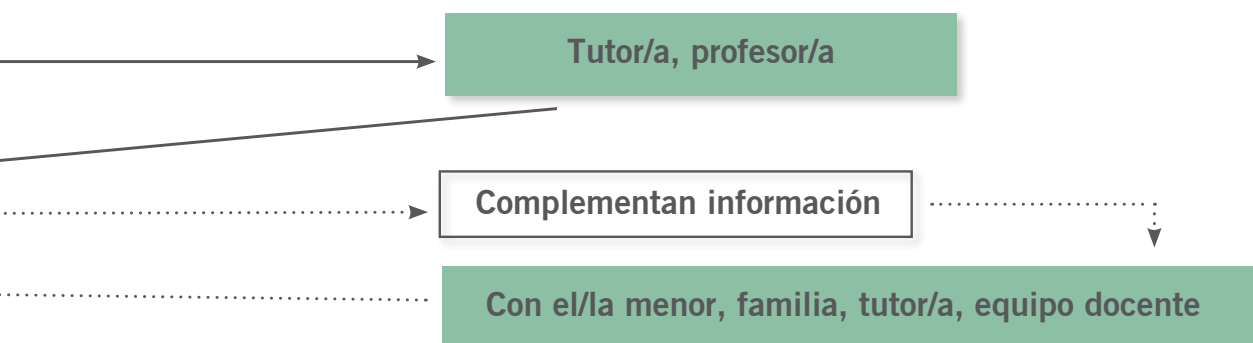 Tutor/a, profesor/a
Complementan información
Con el/la menor, familia, tutor/a, equipo docente